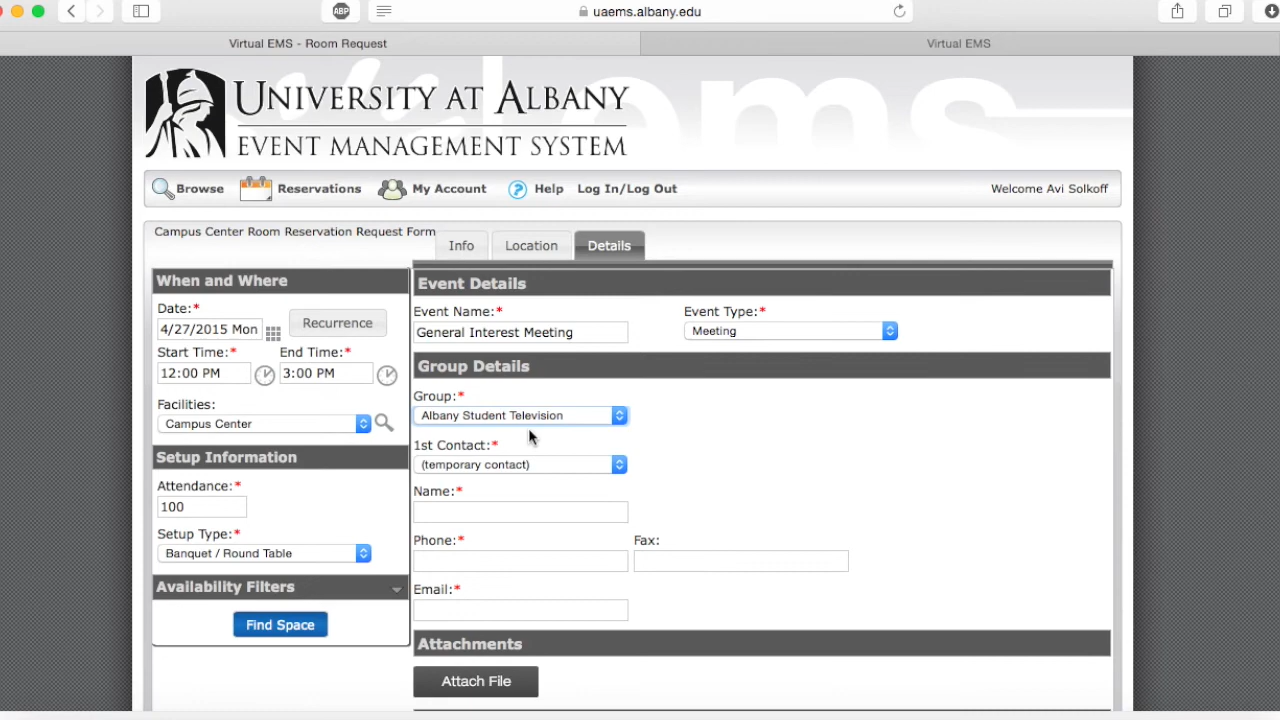 ABP
uaems.albany.edu
Virtual EMS - Room Request
Virtual EMS
ems
UNIVERSITY AT ALBANY
EVENT MANAGEMENT SYSTEM
Browse Reservations My Account ? Help Log In/Log Out Welcome Avi Solkoff
Campus Center Room Reservation Request Form
Info Location Details
When and Where
Date:*
4/27/2015 Mon Recurrence
Start Time:* End Time:*
12:00 PM 3:00 PM
Facilities:
Campus Center
Setup Information
Attendance:*
100
Setup Type:*
Banquet / Round Table
Availability Filters
Find Space
Event Details
Event Name:* Event Type:*
General Interest Meeting Meeting
Group Details
Group:*
Albany Student Television
1st Contact:*
(temporary contact)
Name:*
Phone:* Fax:
Email:*
Attachments
Attach File